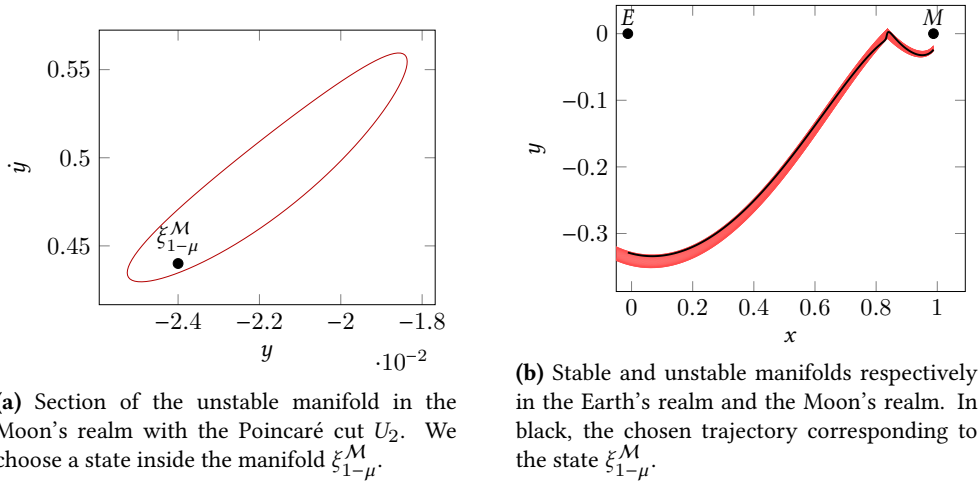 0.55
0.5
0.45
ẏ
ξ^M_{1−μ}
−2.4 −2.2 −2 −1.8
y
·10⁻²
(a) Section of the unstable manifold in the
Moon's realm with the Poincaré cut U₂. We
choose a state inside the manifold ξ^M_{1−μ}.
E M
0
−0.1
−0.2
−0.3
y
0 0.2 0.4 0.6 0.8 1
x
(b) Stable and unstable manifolds respectively
in the Earth's realm and the Moon's realm. In
black, the chosen trajectory corresponding to
the state ξ^M_{1−μ}.